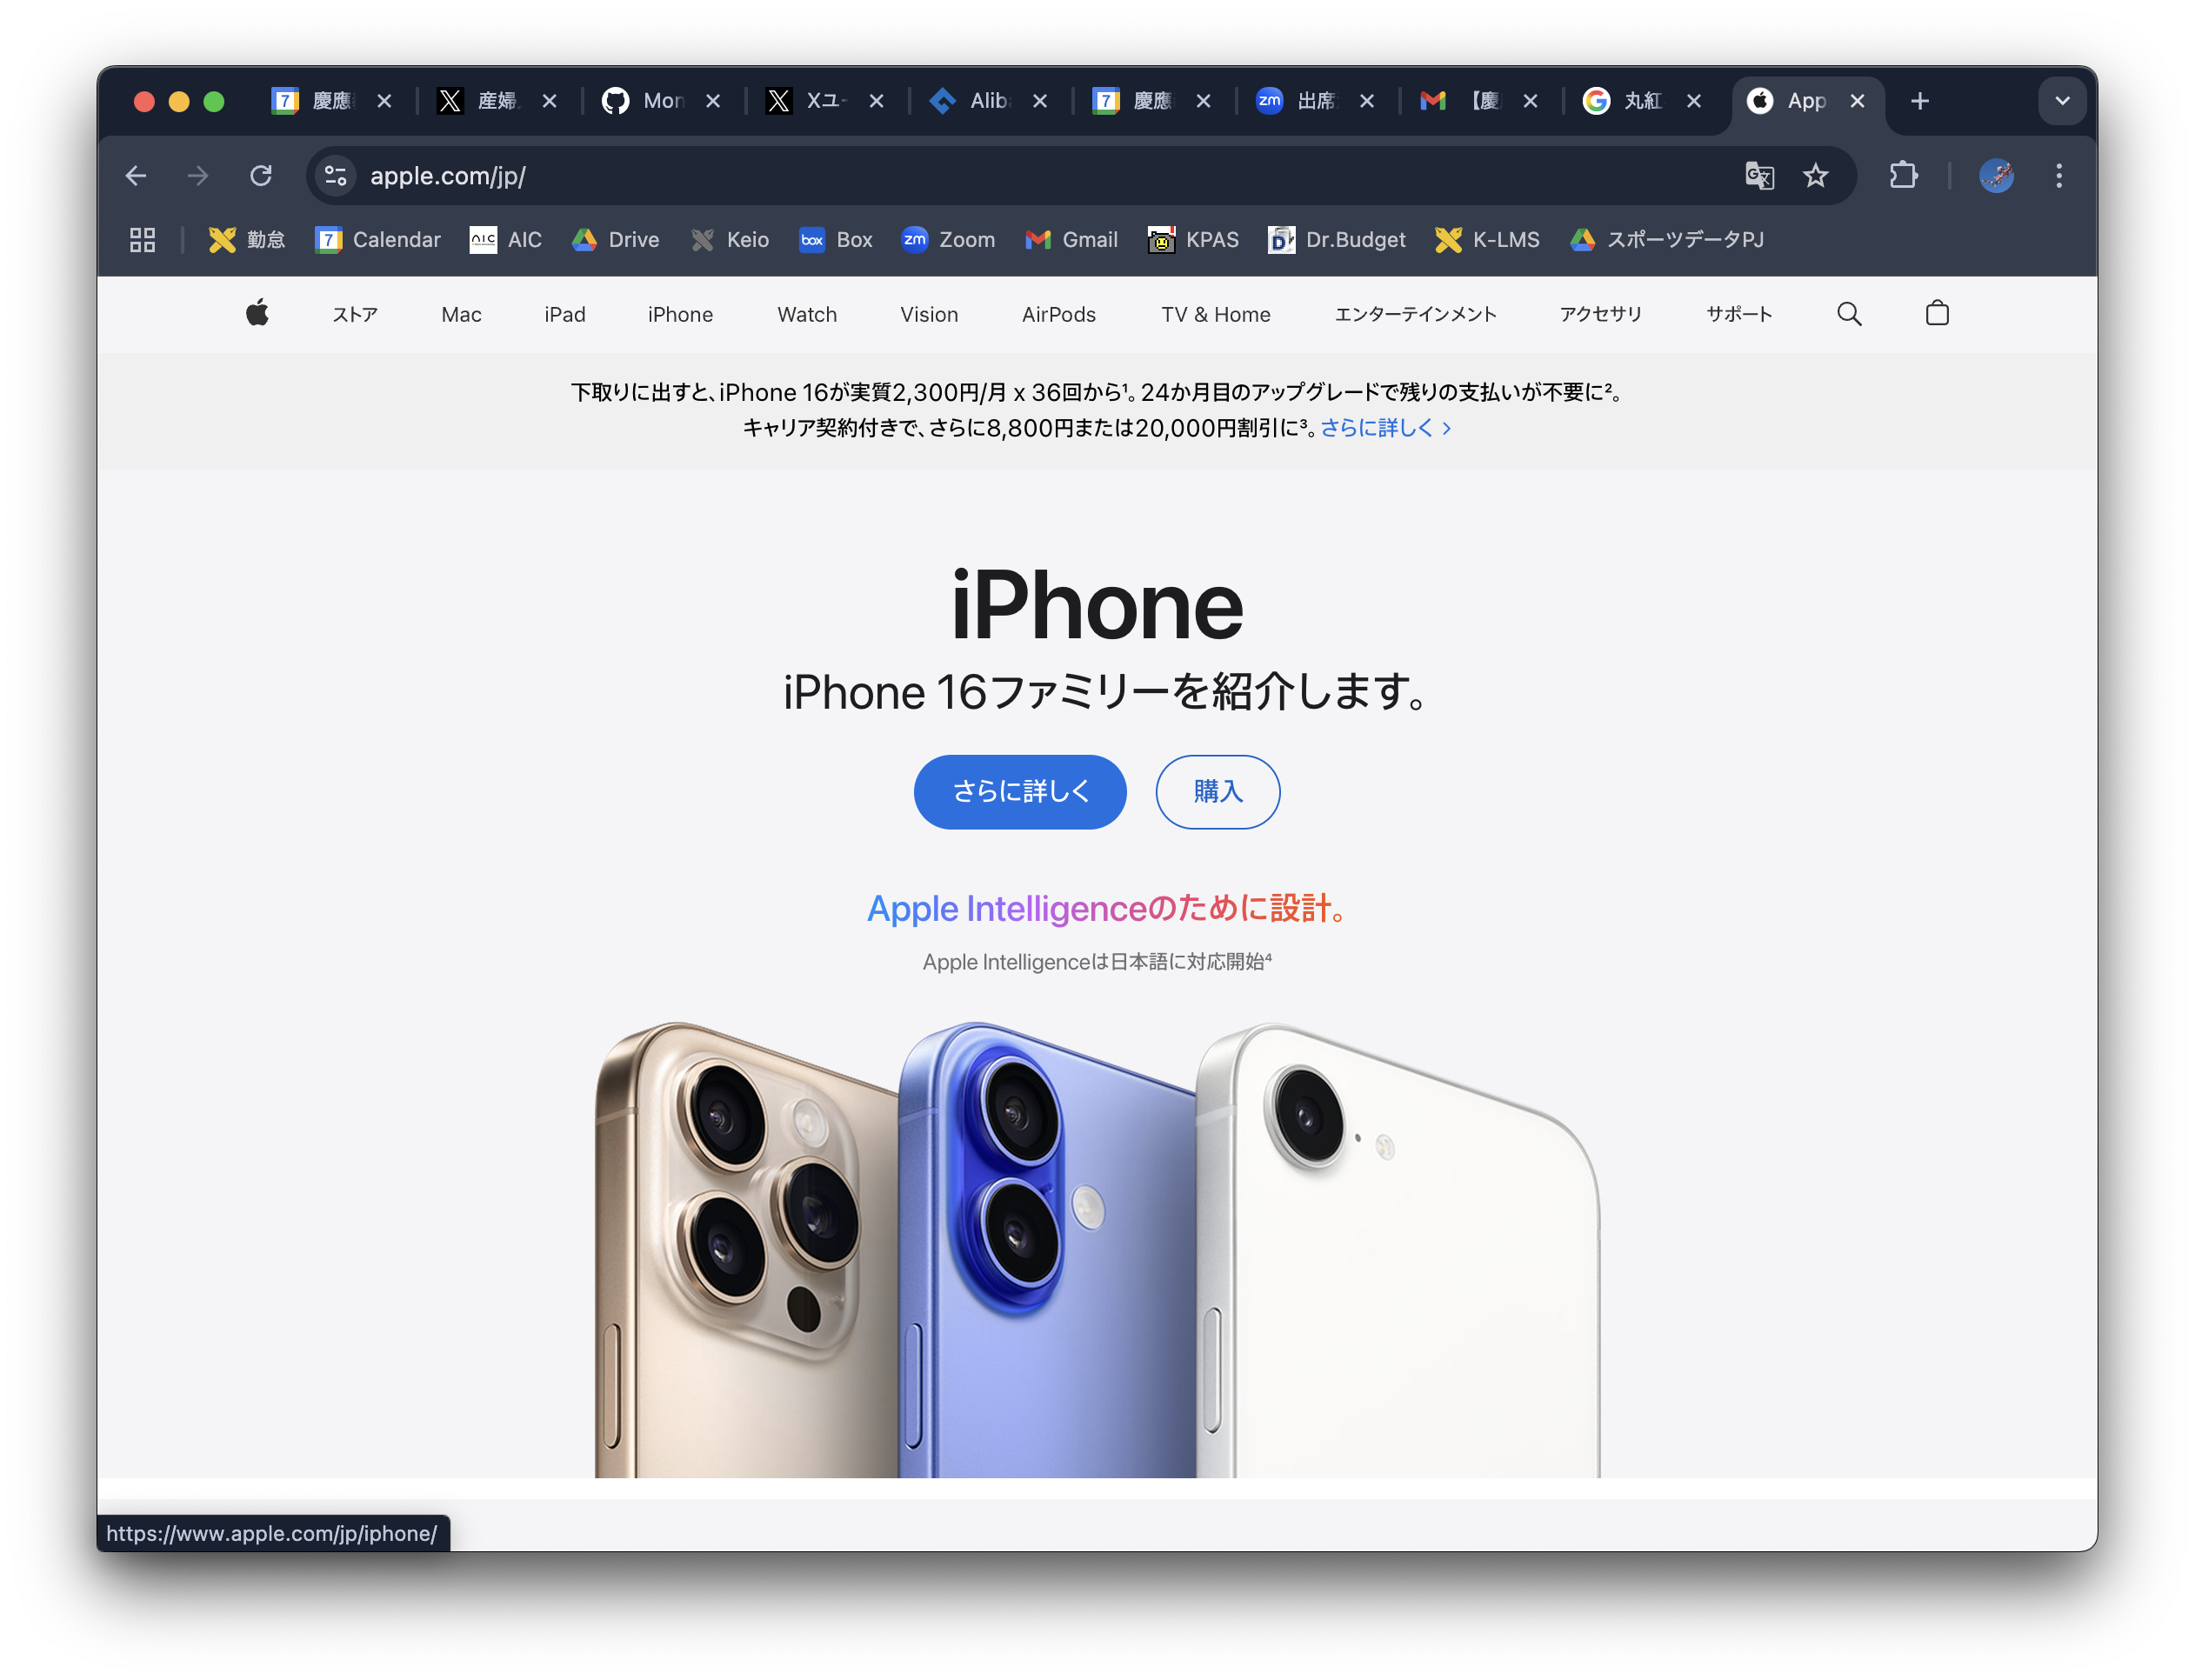 慶應
産婦
Mon
Xユー
Alib
慶應
出席
【慶
丸紅
App
apple.com/jp/
勤怠
Calendar
AIC
Drive
Keio
Box
Zoom
Gmail
KPAS
Dr.Budget
K-LMS
スポーツデータPJ
ストア
Mac
iPad
iPhone
Watch
Vision
AirPods
TV & Home
エンターテインメント
アクセサリ
サポート
下取りに出すと、iPhone 16が実質2,300円/月 x 36回から¹。24か月目のアップグレードで残りの支払いが不要に²。
キャリア契約付きで、さらに8,800円または20,000円割引に³。さらに詳しく >
iPhone
iPhone 16ファミリーを紹介します。
さらに詳しく
購入
Apple Intelligenceのために設計。
Apple Intelligenceは日本語に対応開始⁴
https://www.apple.com/jp/iphone/